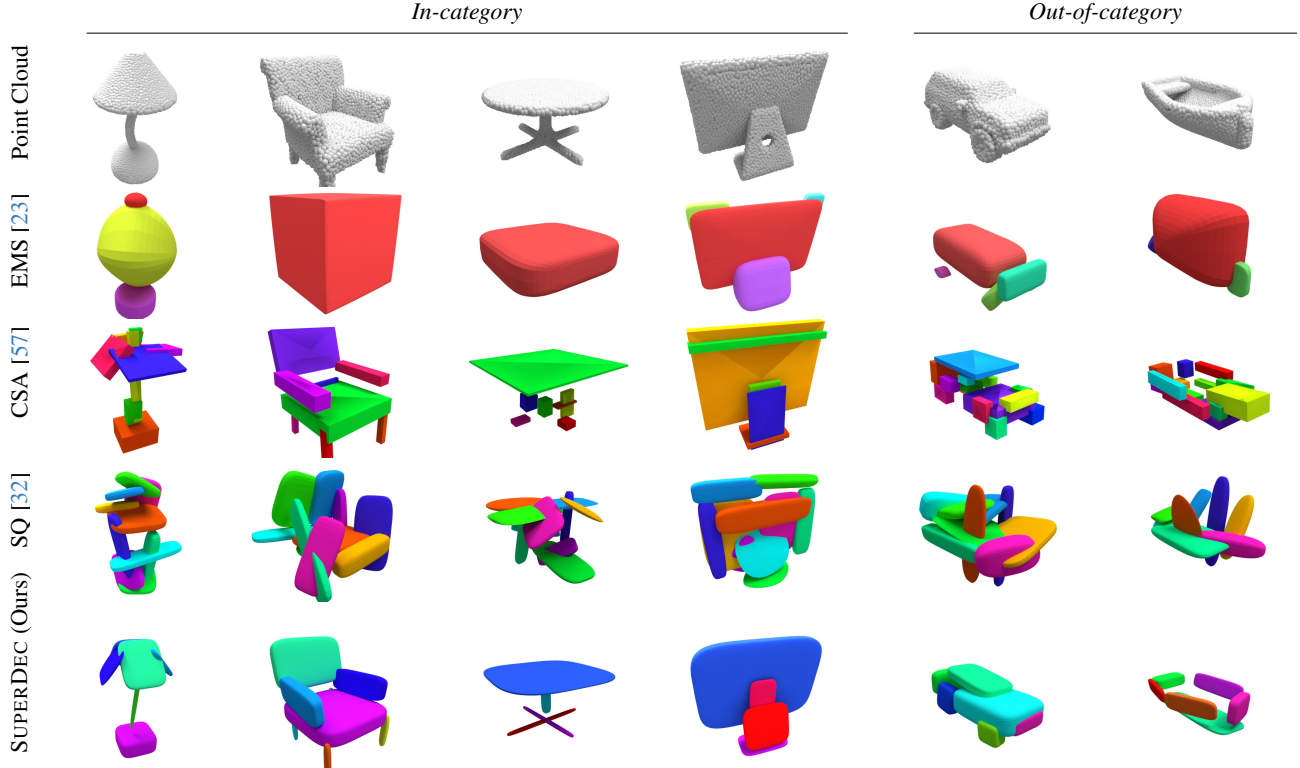 In-category
Out-of-category
Point Cloud
EMS [23]
CSA [57]
SQ [32]
SUPERDEC (Ours)